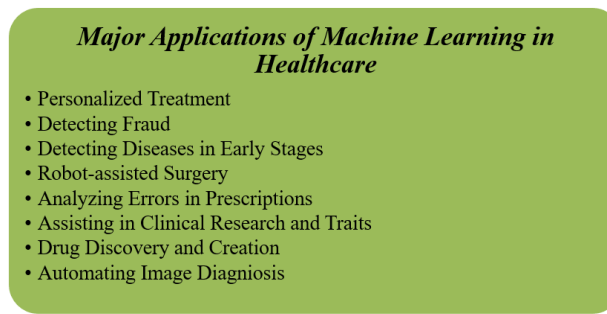 Major Applications of Machine Learning in
Healthcare
• Personalized Treatment
• Detecting Fraud
• Detecting Diseases in Early Stages
• Robot-assisted Surgery
• Analyzing Errors in Prescriptions
• Assisting in Clinical Research and Traits
• Drug Discovery and Creation
• Automating Image Diagniosis